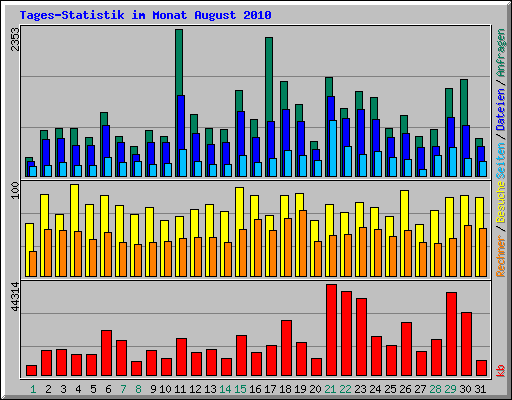 Tages-Statistik im Monat August 2010
2353
100
44314
Rechner / Besuche Seiten / Dateien / Anfragen
kb
1 2 3 4 5 6 7 8 9 10 11 12 13 14 15 16 17 18 19 20 21 22 23 24 25 26 27 28 29 30 31